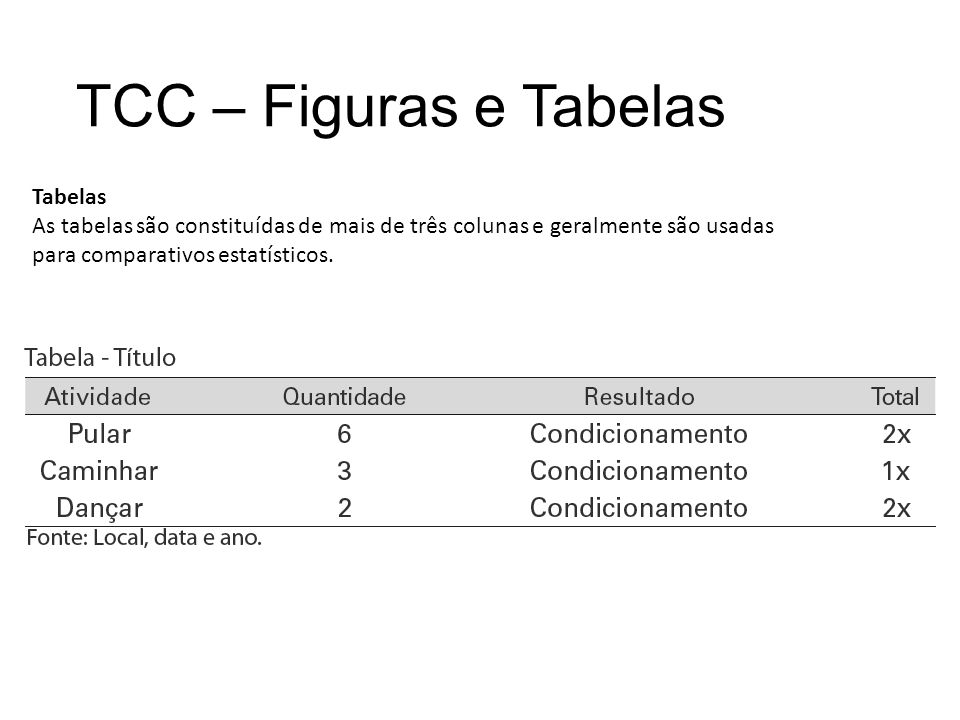 TCC – Figuras e Tabelas
Tabelas
As tabelas são constituídas de mais de três colunas e geralmente são usadas
para comparativos estatísticos.
Tabela - Título
Atividade Quantidade Resultado Total
Pular 6 Condicionamento 2x
Caminhar 3 Condicionamento 1x
Dançar 2 Condicionamento 2x
Fonte: Local, data e ano.